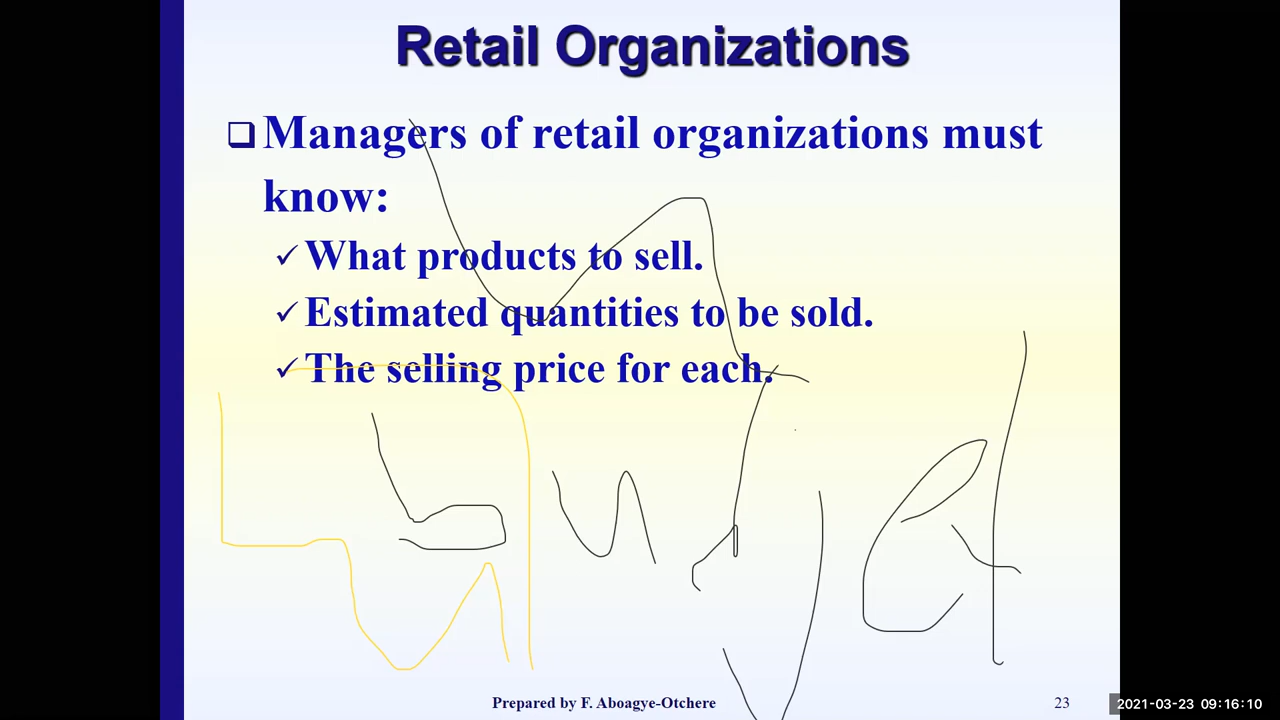 Retail Organizations
Managers of retail organizations must
know:
What products to sell.
Estimated quantities to be sold.
The selling price for each.
budget
Prepared by F. Aboagye-Otchere
23
2021-03-23 09:16:10